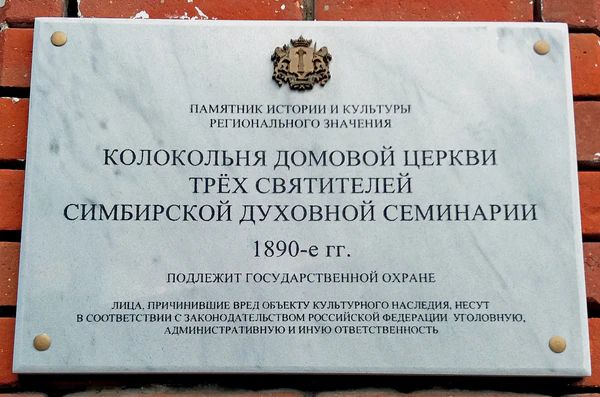 ПАМЯТНИК ИСТОРИИ И КУЛЬТУРЫ
РЕГИОНАЛЬНОГО ЗНАЧЕНИЯ
КОЛОКОЛЬНЯ ДОМОВОЙ ЦЕРКВИ
ТРЁХ СВЯТИТЕЛЕЙ
СИМБИРСКОЙ ДУХОВНОЙ СЕМИНАРИИ
1890-е гг.
ПОДЛЕЖИТ ГОСУДАРСТВЕННОЙ ОХРАНЕ
ЛИЦА, ПРИЧИНИВШИЕ ВРЕД ОБЪЕКТУ КУЛЬТУРНОГО НАСЛЕДИЯ, НЕСУТ
В СООТВЕТСТВИИ С ЗАКОНОДАТЕЛЬСТВОМ РОССИЙСКОЙ ФЕДЕРАЦИИ УГОЛОВНУЮ,
АДМИНИСТРАТИВНУЮ И ИНУЮ ОТВЕТСТВЕННОСТЬ